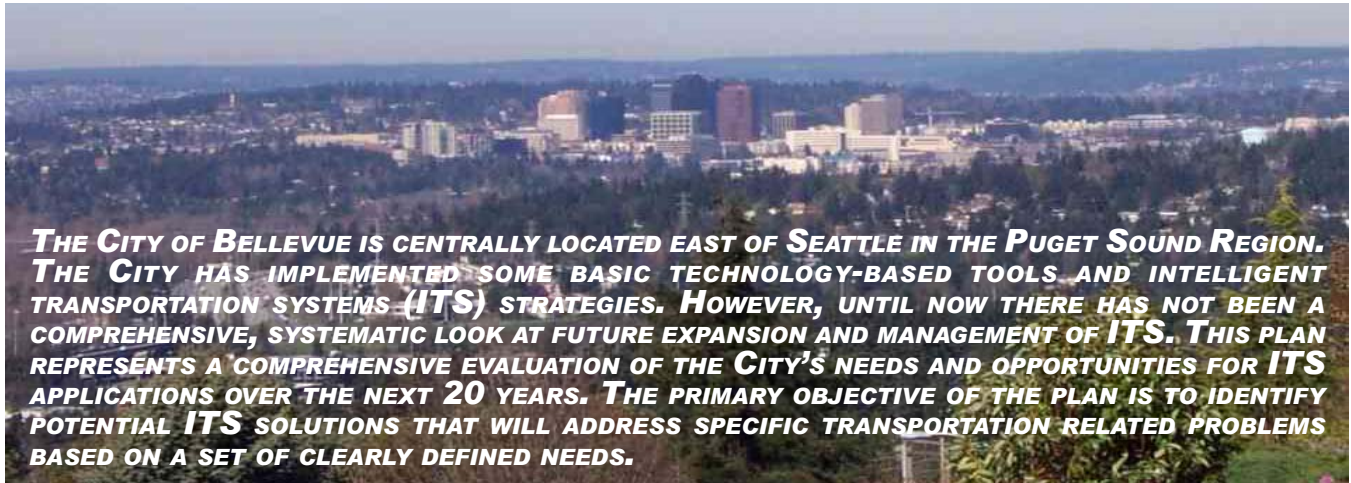 THE CITY OF BELLEVUE IS CENTRALLY LOCATED EAST OF SEATTLE IN THE PUGET SOUND REGION.
THE CITY HAS IMPLEMENTED SOME BASIC TECHNOLOGY-BASED TOOLS AND INTELLIGENT
TRANSPORTATION SYSTEMS (ITS) STRATEGIES. HOWEVER, UNTIL NOW THERE HAS NOT BEEN A
COMPREHENSIVE, SYSTEMATIC LOOK AT FUTURE EXPANSION AND MANAGEMENT OF ITS. THIS PLAN
REPRESENTS A COMPREHENSIVE EVALUATION OF THE CITY'S NEEDS AND OPPORTUNITIES FOR ITS
APPLICATIONS OVER THE NEXT 20 YEARS. THE PRIMARY OBJECTIVE OF THE PLAN IS TO IDENTIFY
POTENTIAL ITS SOLUTIONS THAT WILL ADDRESS SPECIFIC TRANSPORTATION RELATED PROBLEMS
BASED ON A SET OF CLEARLY DEFINED NEEDS.